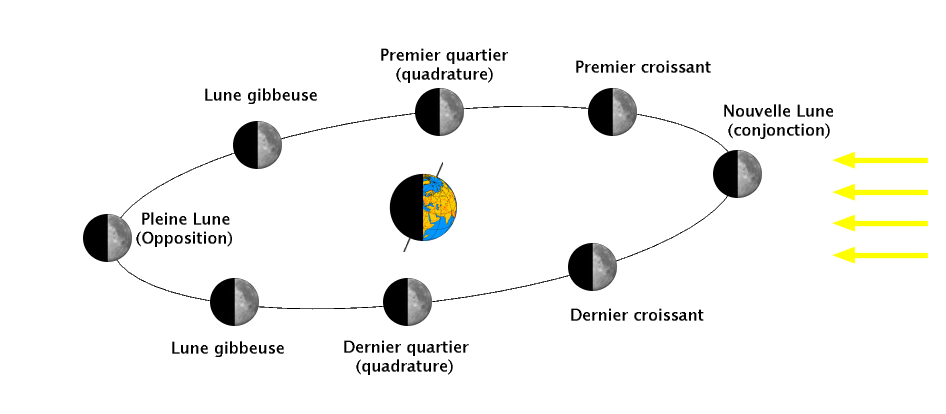 Premier quartier
(quadrature)
Premier croissant
Lune gibbeuse
Nouvelle Lune
(conjonction)
Pleine Lune
(Opposition)
Dernier croissant
Lune gibbeuse
Dernier quartier
(quadrature)